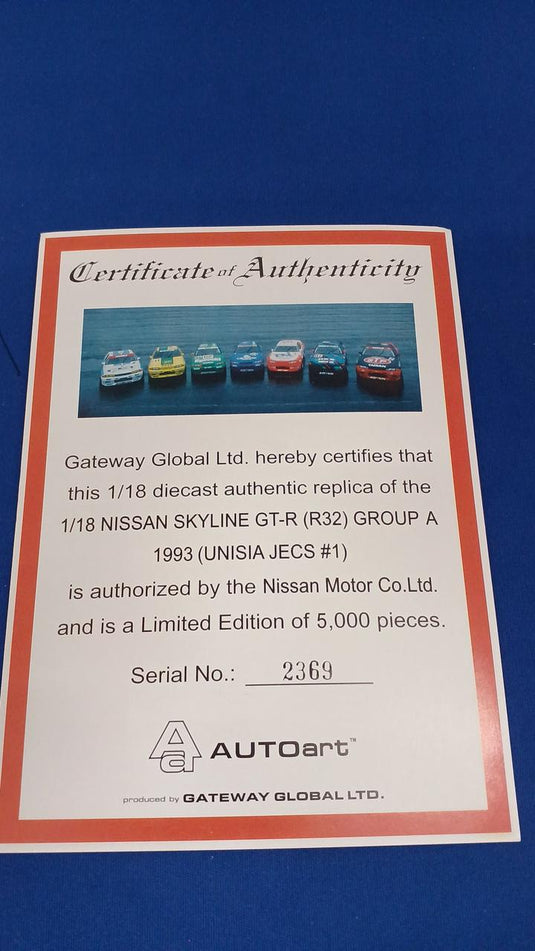 Certificate of Authenticity
Gateway Global Ltd. hereby certifies that
this 1/18 diecast authentic replica of the
1/18 NISSAN SKYLINE GT-R (R32) GROUP A
1993 (UNISIA JECS #1)
is authorized by the Nissan Motor Co.Ltd.
and is a Limited Edition of 5,000 pieces.
Serial No.: 2369
Aa AUTOart™
produced by GATEWAY GLOBAL LTD.